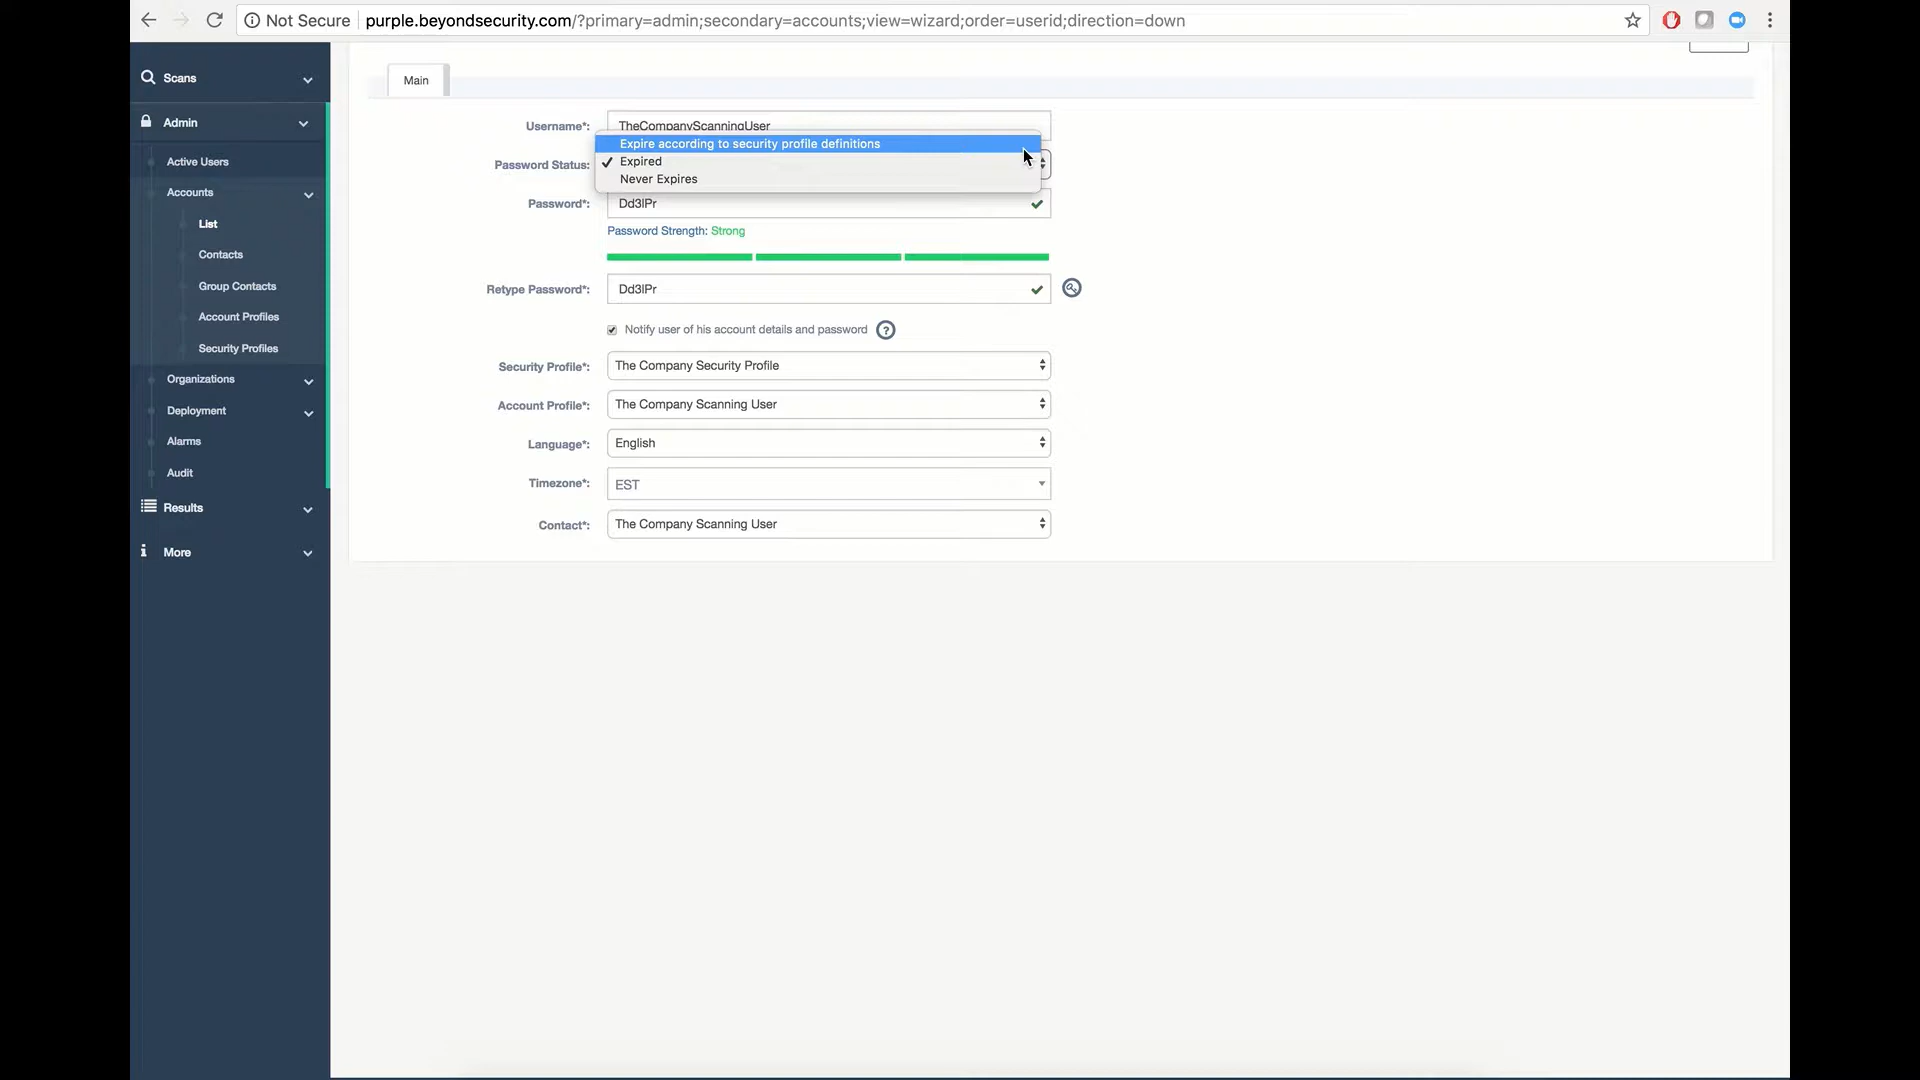 Not Secure purple.beyondsecurity.com/?primary=admin;secondary=accounts;view=wizard;order=userid;direction=down
Scans
Admin
Active Users
Accounts
List
Contacts
Group Contacts
Account Profiles
Security Profiles
Organizations
Deployment
Alarms
Audit
Results
More
Main
Username*: TheCompanyScanningUser
Password Status:
Expire according to security profile definitions
Expired
Never Expires
Password*: Dd3lPr
Password Strength: Strong
Retype Password*: Dd3lPr
Notify user of his account details and password
Security Profile*: The Company Security Profile
Account Profile*: The Company Scanning User
Language*: English
Timezone*: EST
Contact*: The Company Scanning User